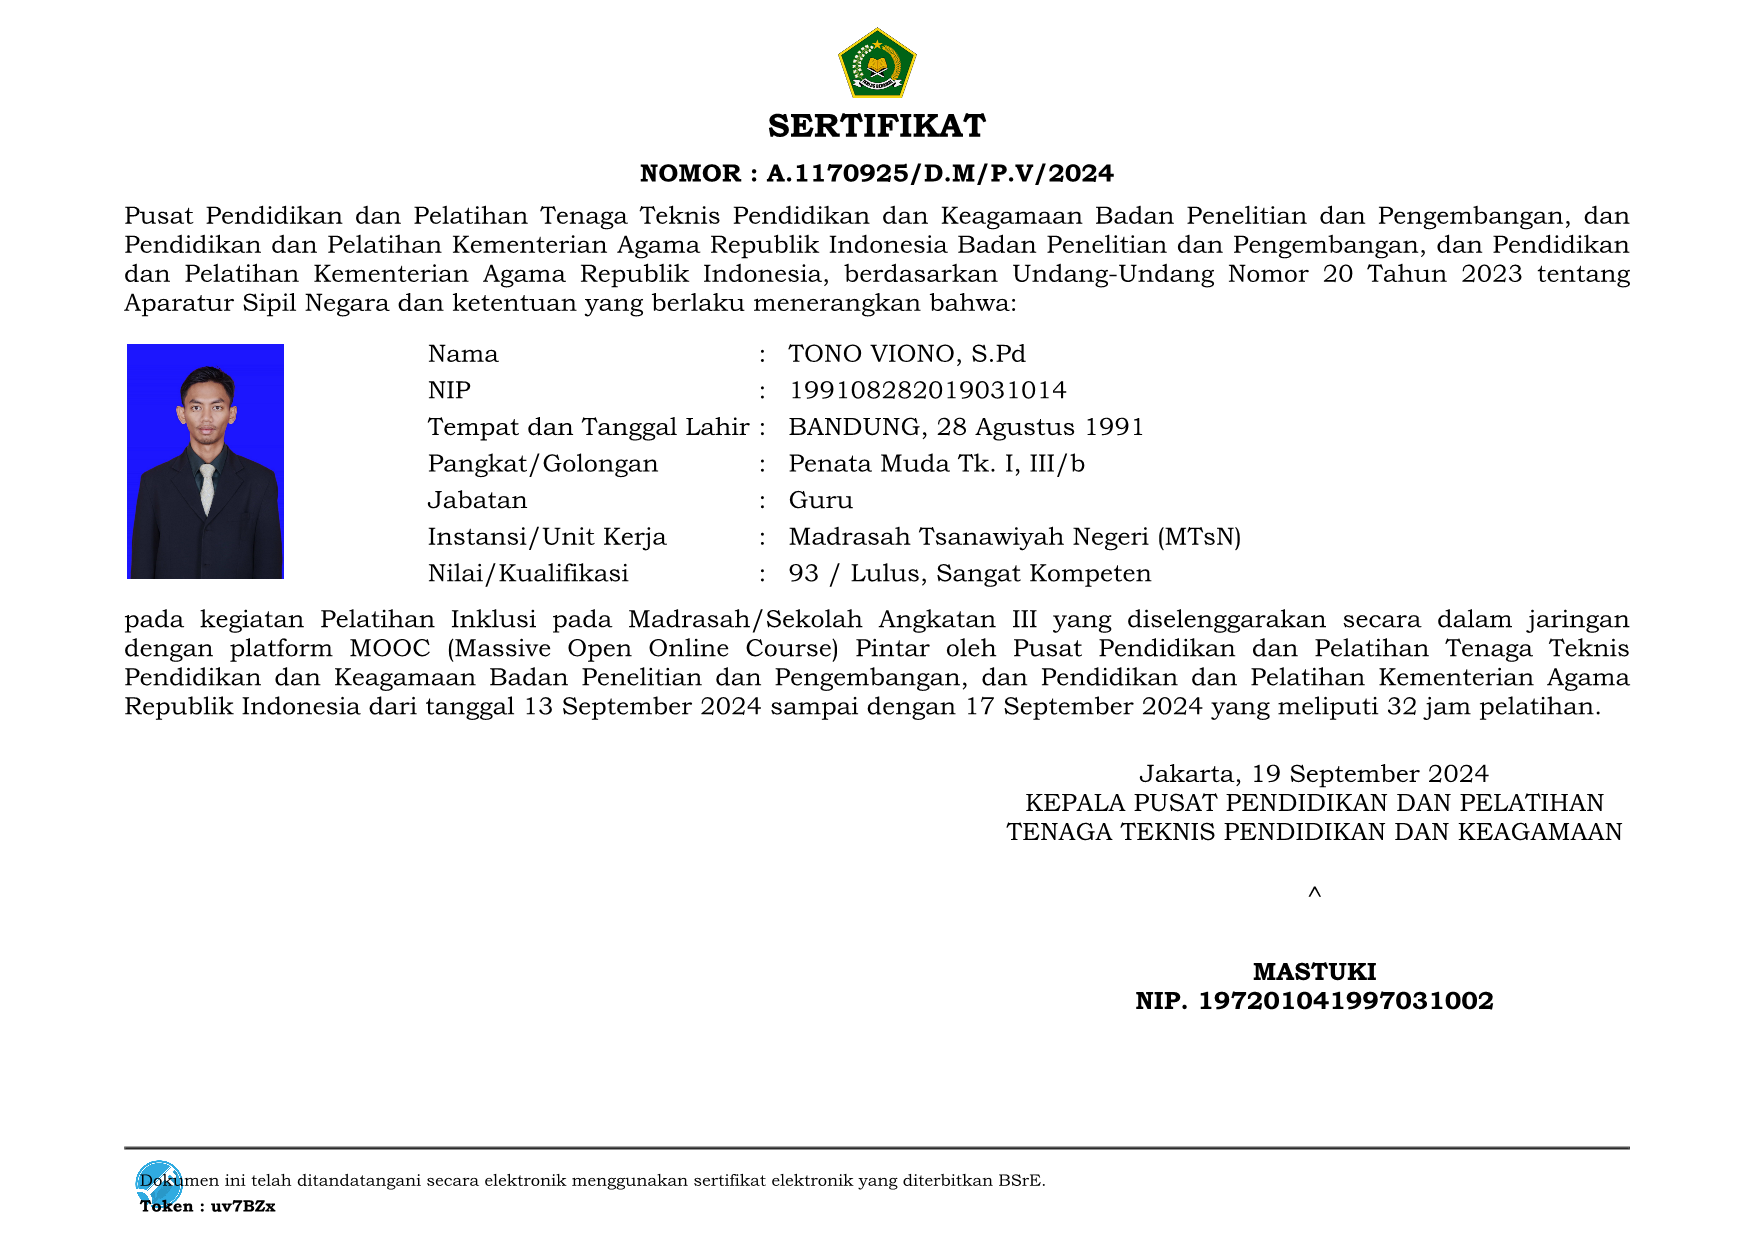 SERTIFIKAT
NOMOR : A.1170925/D.M/P.V/2024
Pusat Pendidikan dan Pelatihan Tenaga Teknis Pendidikan dan Keagamaan Badan Penelitian dan Pengembangan, dan
Pendidikan dan Pelatihan Kementerian Agama Republik Indonesia Badan Penelitian dan Pengembangan, dan Pendidikan
dan Pelatihan Kementerian Agama Republik Indonesia, berdasarkan Undang-Undang Nomor 20 Tahun 2023 tentang
Aparatur Sipil Negara dan ketentuan yang berlaku menerangkan bahwa:
Nama : TONO VIONO, S.Pd
NIP : 199108282019031014
Tempat dan Tanggal Lahir : BANDUNG, 28 Agustus 1991
Pangkat/Golongan : Penata Muda Tk. I, III/b
Jabatan : Guru
Instansi/Unit Kerja : Madrasah Tsanawiyah Negeri (MTsN)
Nilai/Kualifikasi : 93 / Lulus, Sangat Kompeten
pada kegiatan Pelatihan Inklusi pada Madrasah/Sekolah Angkatan III yang diselenggarakan secara dalam jaringan
dengan platform MOOC (Massive Open Online Course) Pintar oleh Pusat Pendidikan dan Pelatihan Tenaga Teknis
Pendidikan dan Keagamaan Badan Penelitian dan Pengembangan, dan Pendidikan dan Pelatihan Kementerian Agama
Republik Indonesia dari tanggal 13 September 2024 sampai dengan 17 September 2024 yang meliputi 32 jam pelatihan.
Jakarta, 19 September 2024
KEPALA PUSAT PENDIDIKAN DAN PELATIHAN
TENAGA TEKNIS PENDIDIKAN DAN KEAGAMAAN
^
MASTUKI
NIP. 197201041997031002
Dokumen ini telah ditandatangani secara elektronik menggunakan sertifikat elektronik yang diterbitkan BSrE.
Token : uv7BZx